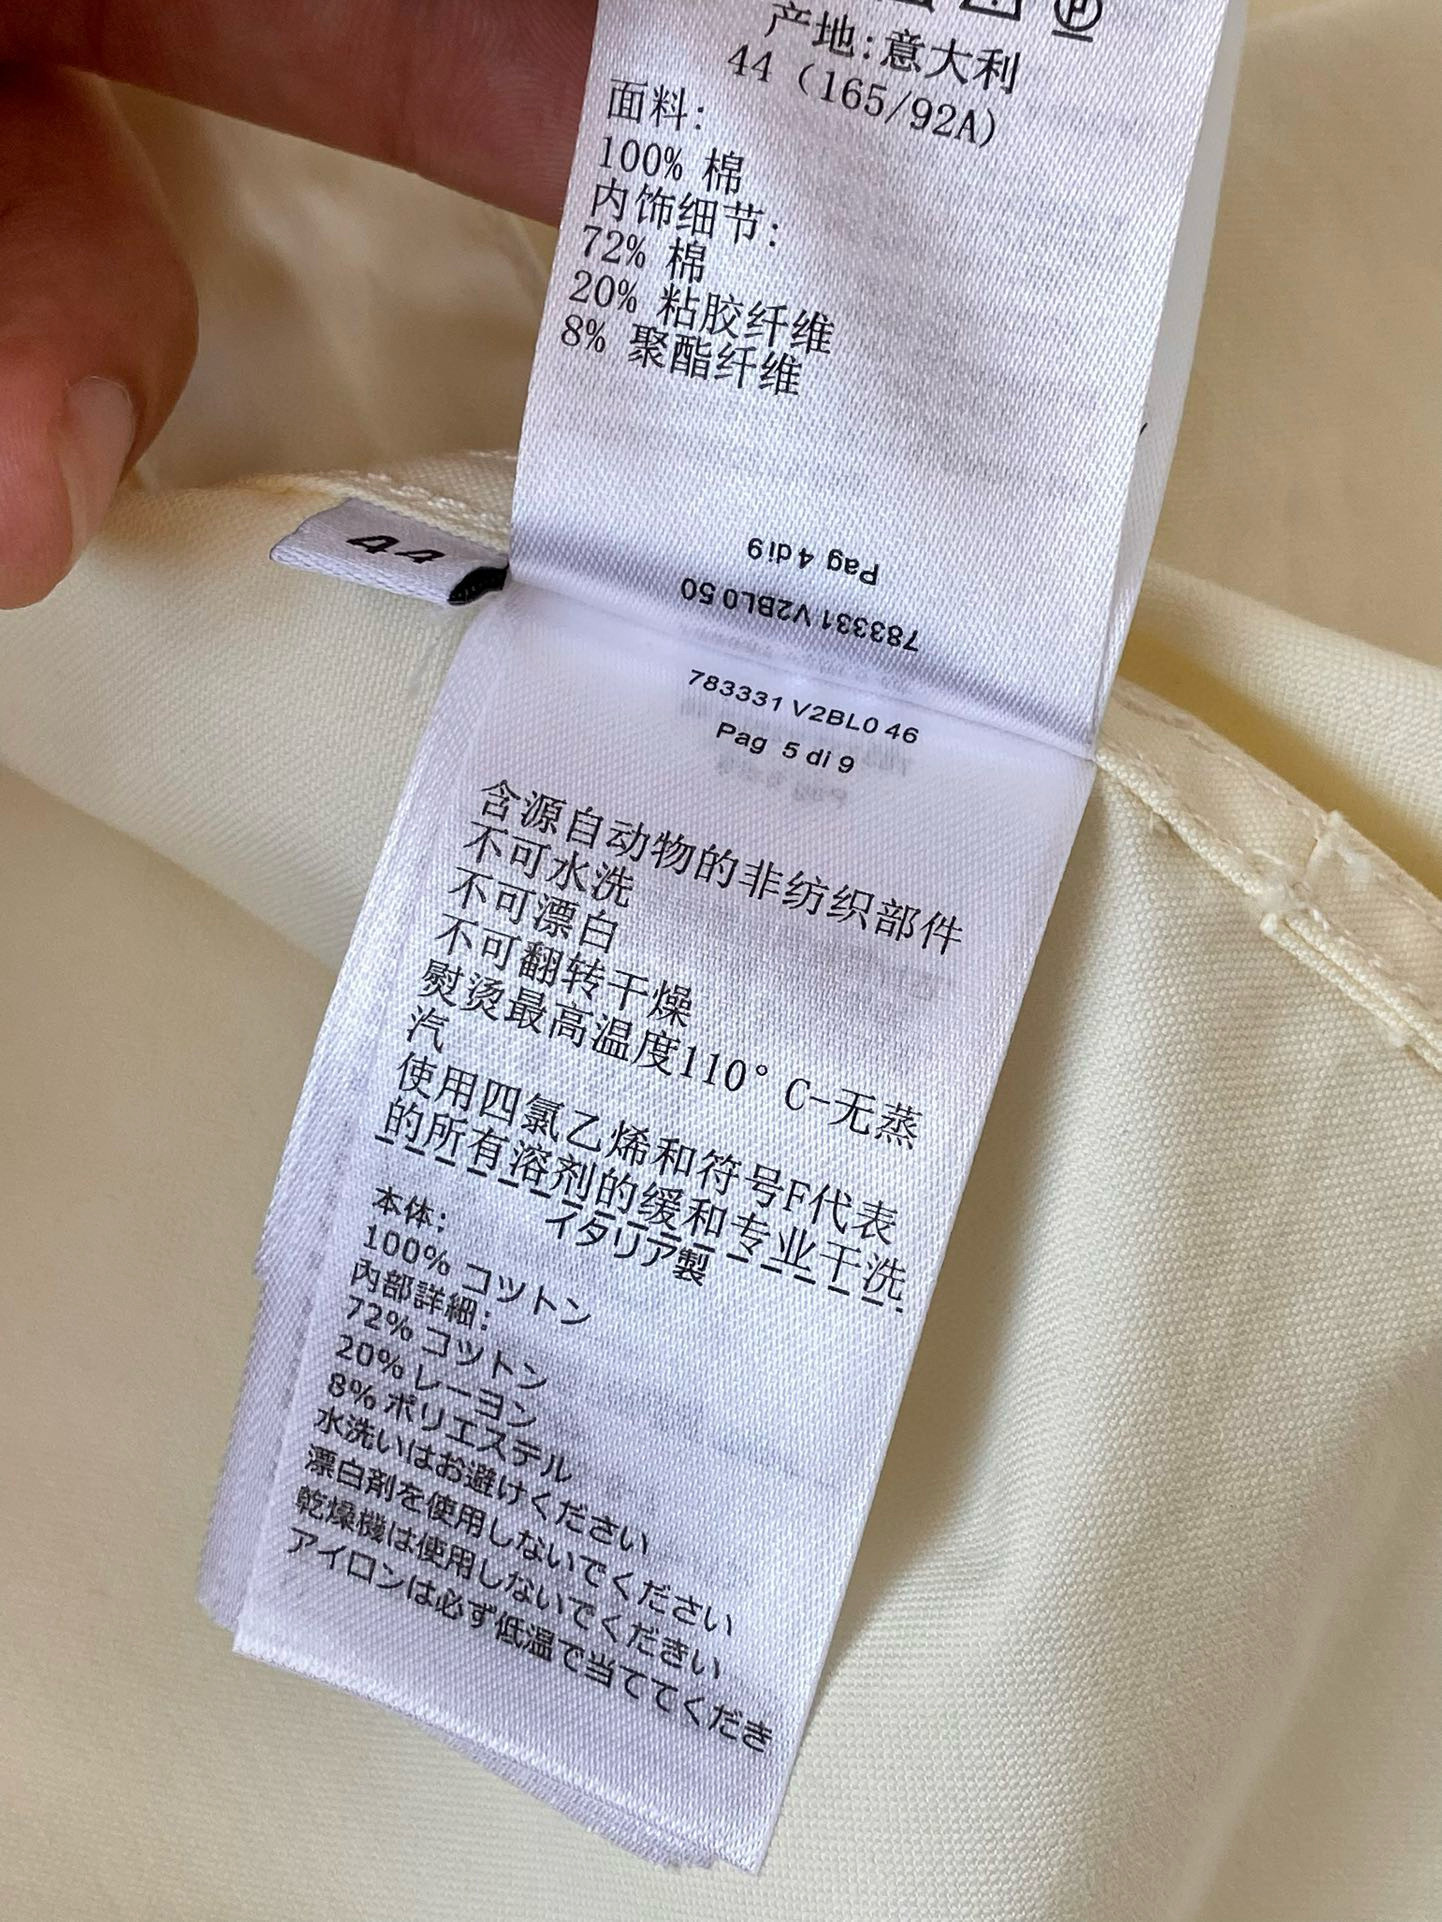 产地:意大利
44 (165/92A)
面料:
100% 棉
内饰细节:
72% 棉
20% 粘胶纤维
8% 聚酯纤维
44
Pag 4 di 9
783331 V2BL0 50
783331 V2BL0 46
Pag 5 di 9
含源自动物的非纺织部件
不可水洗
不可漂白
不可翻转干燥
熨烫最高温度110°C-无蒸
汽
使用四氯乙烯和符号F代表
的所有溶剂的缓和专业干洗
イタリア製
本体:
100% コットン
内部詳細:
72% コットン
20% レーヨン
8% ポリエステル
水洗いはお避けください
漂白剤を使用しないでください
乾燥機は使用しないでください
アイロンは必ず低温で当ててくださ